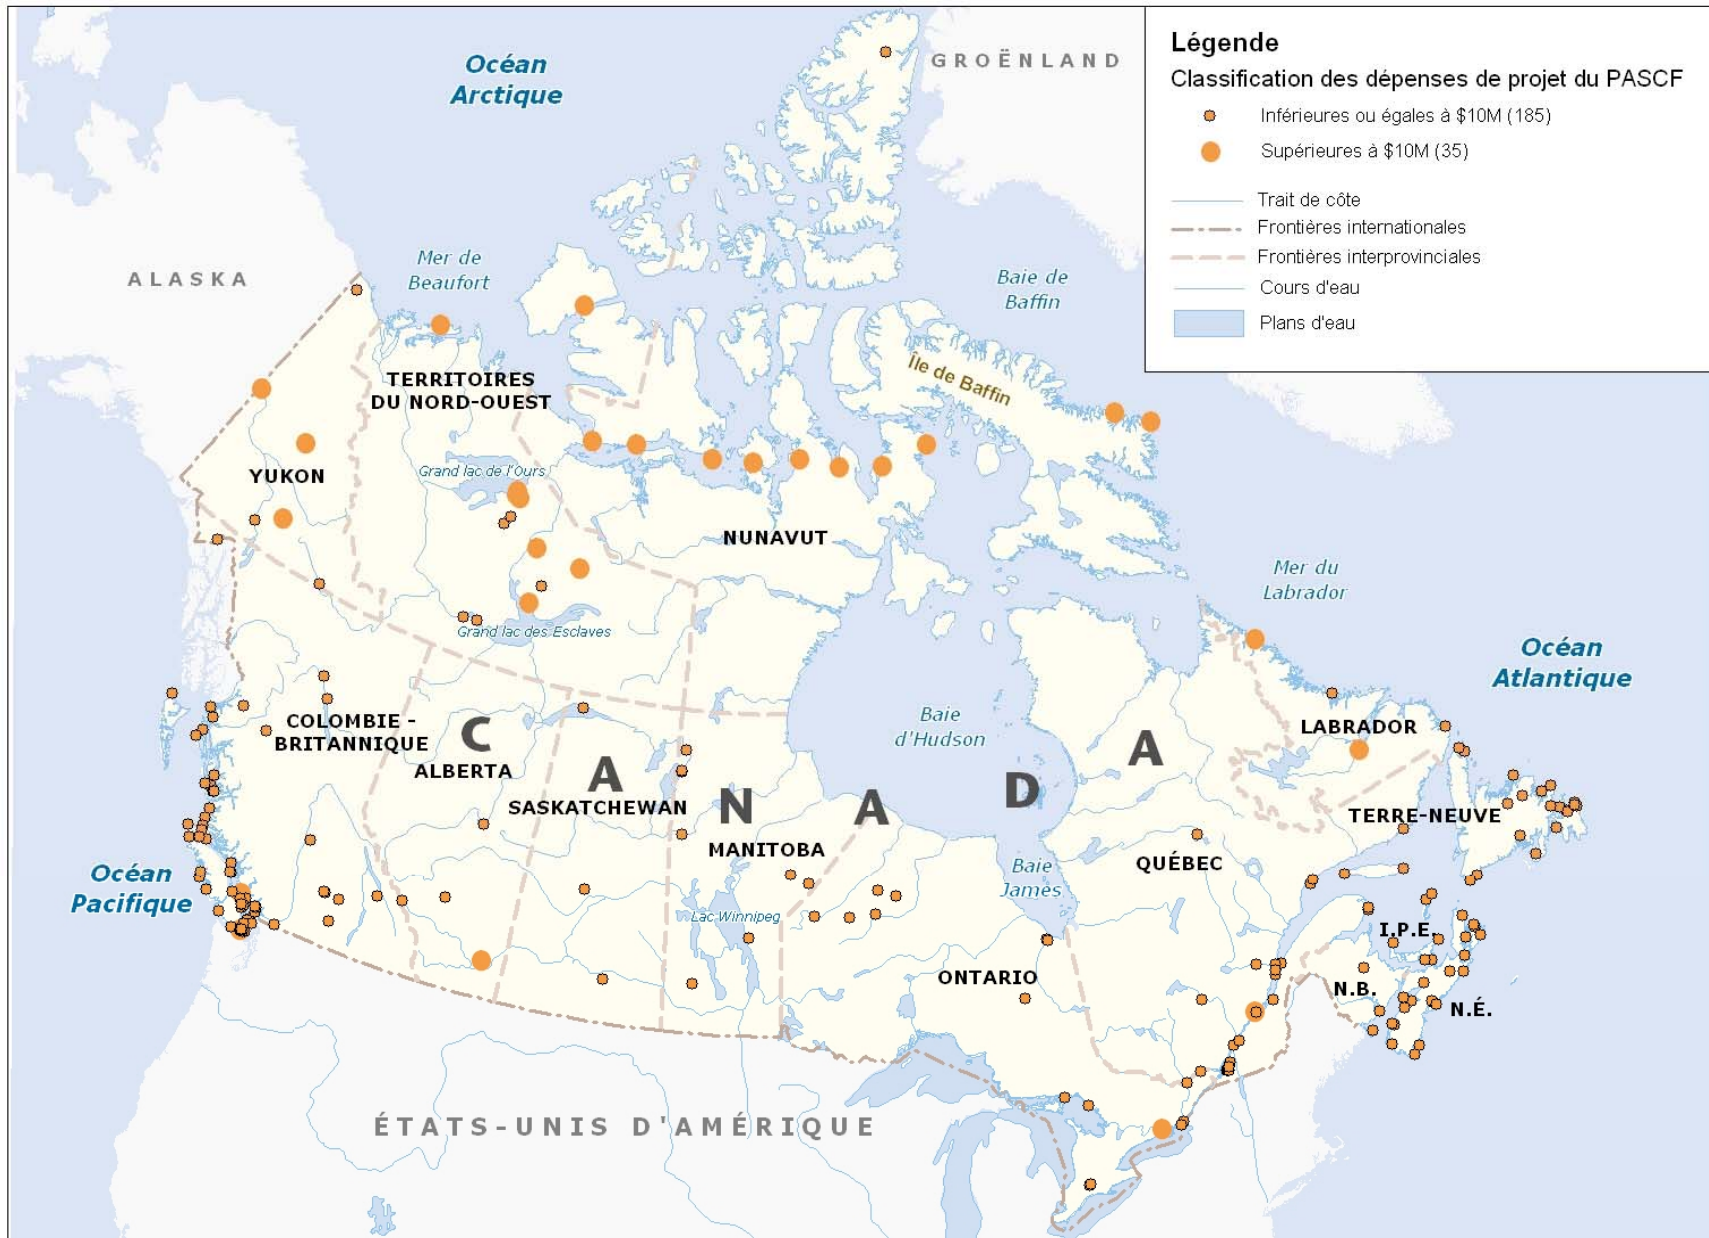 Légende
Classification des dépenses de projet du PASCF
Inférieures ou égales à $10M (185)
Supérieures à $10M (35)
Trait de côte
Frontières internationales
Frontières interprovinciales
Cours d'eau
Plans d'eau
Océan
Arctique
GROËNLAND
ALASKA
Mer de
Beaufort
Baie de
Baffin
Île de Baffin
TERRITOIRES
DU NORD-OUEST
YUKON
Grand lac de l'Ours
NUNAVUT
Grand lac des Esclaves
Mer du
Labrador
Océan
Atlantique
COLOMBIE -
BRITANNIQUE
C
A
N
A
D
A
ALBERTA
SASKATCHEWAN
MANITOBA
Baie
d'Hudson
LABRADOR
TERRE-NEUVE
QUÉBEC
Baie
James
Océan
Pacifique
Lac Winnipeg
ONTARIO
I.P.E.
N.B.
N.É.
ÉTATS-UNIS D'AMÉRIQUE